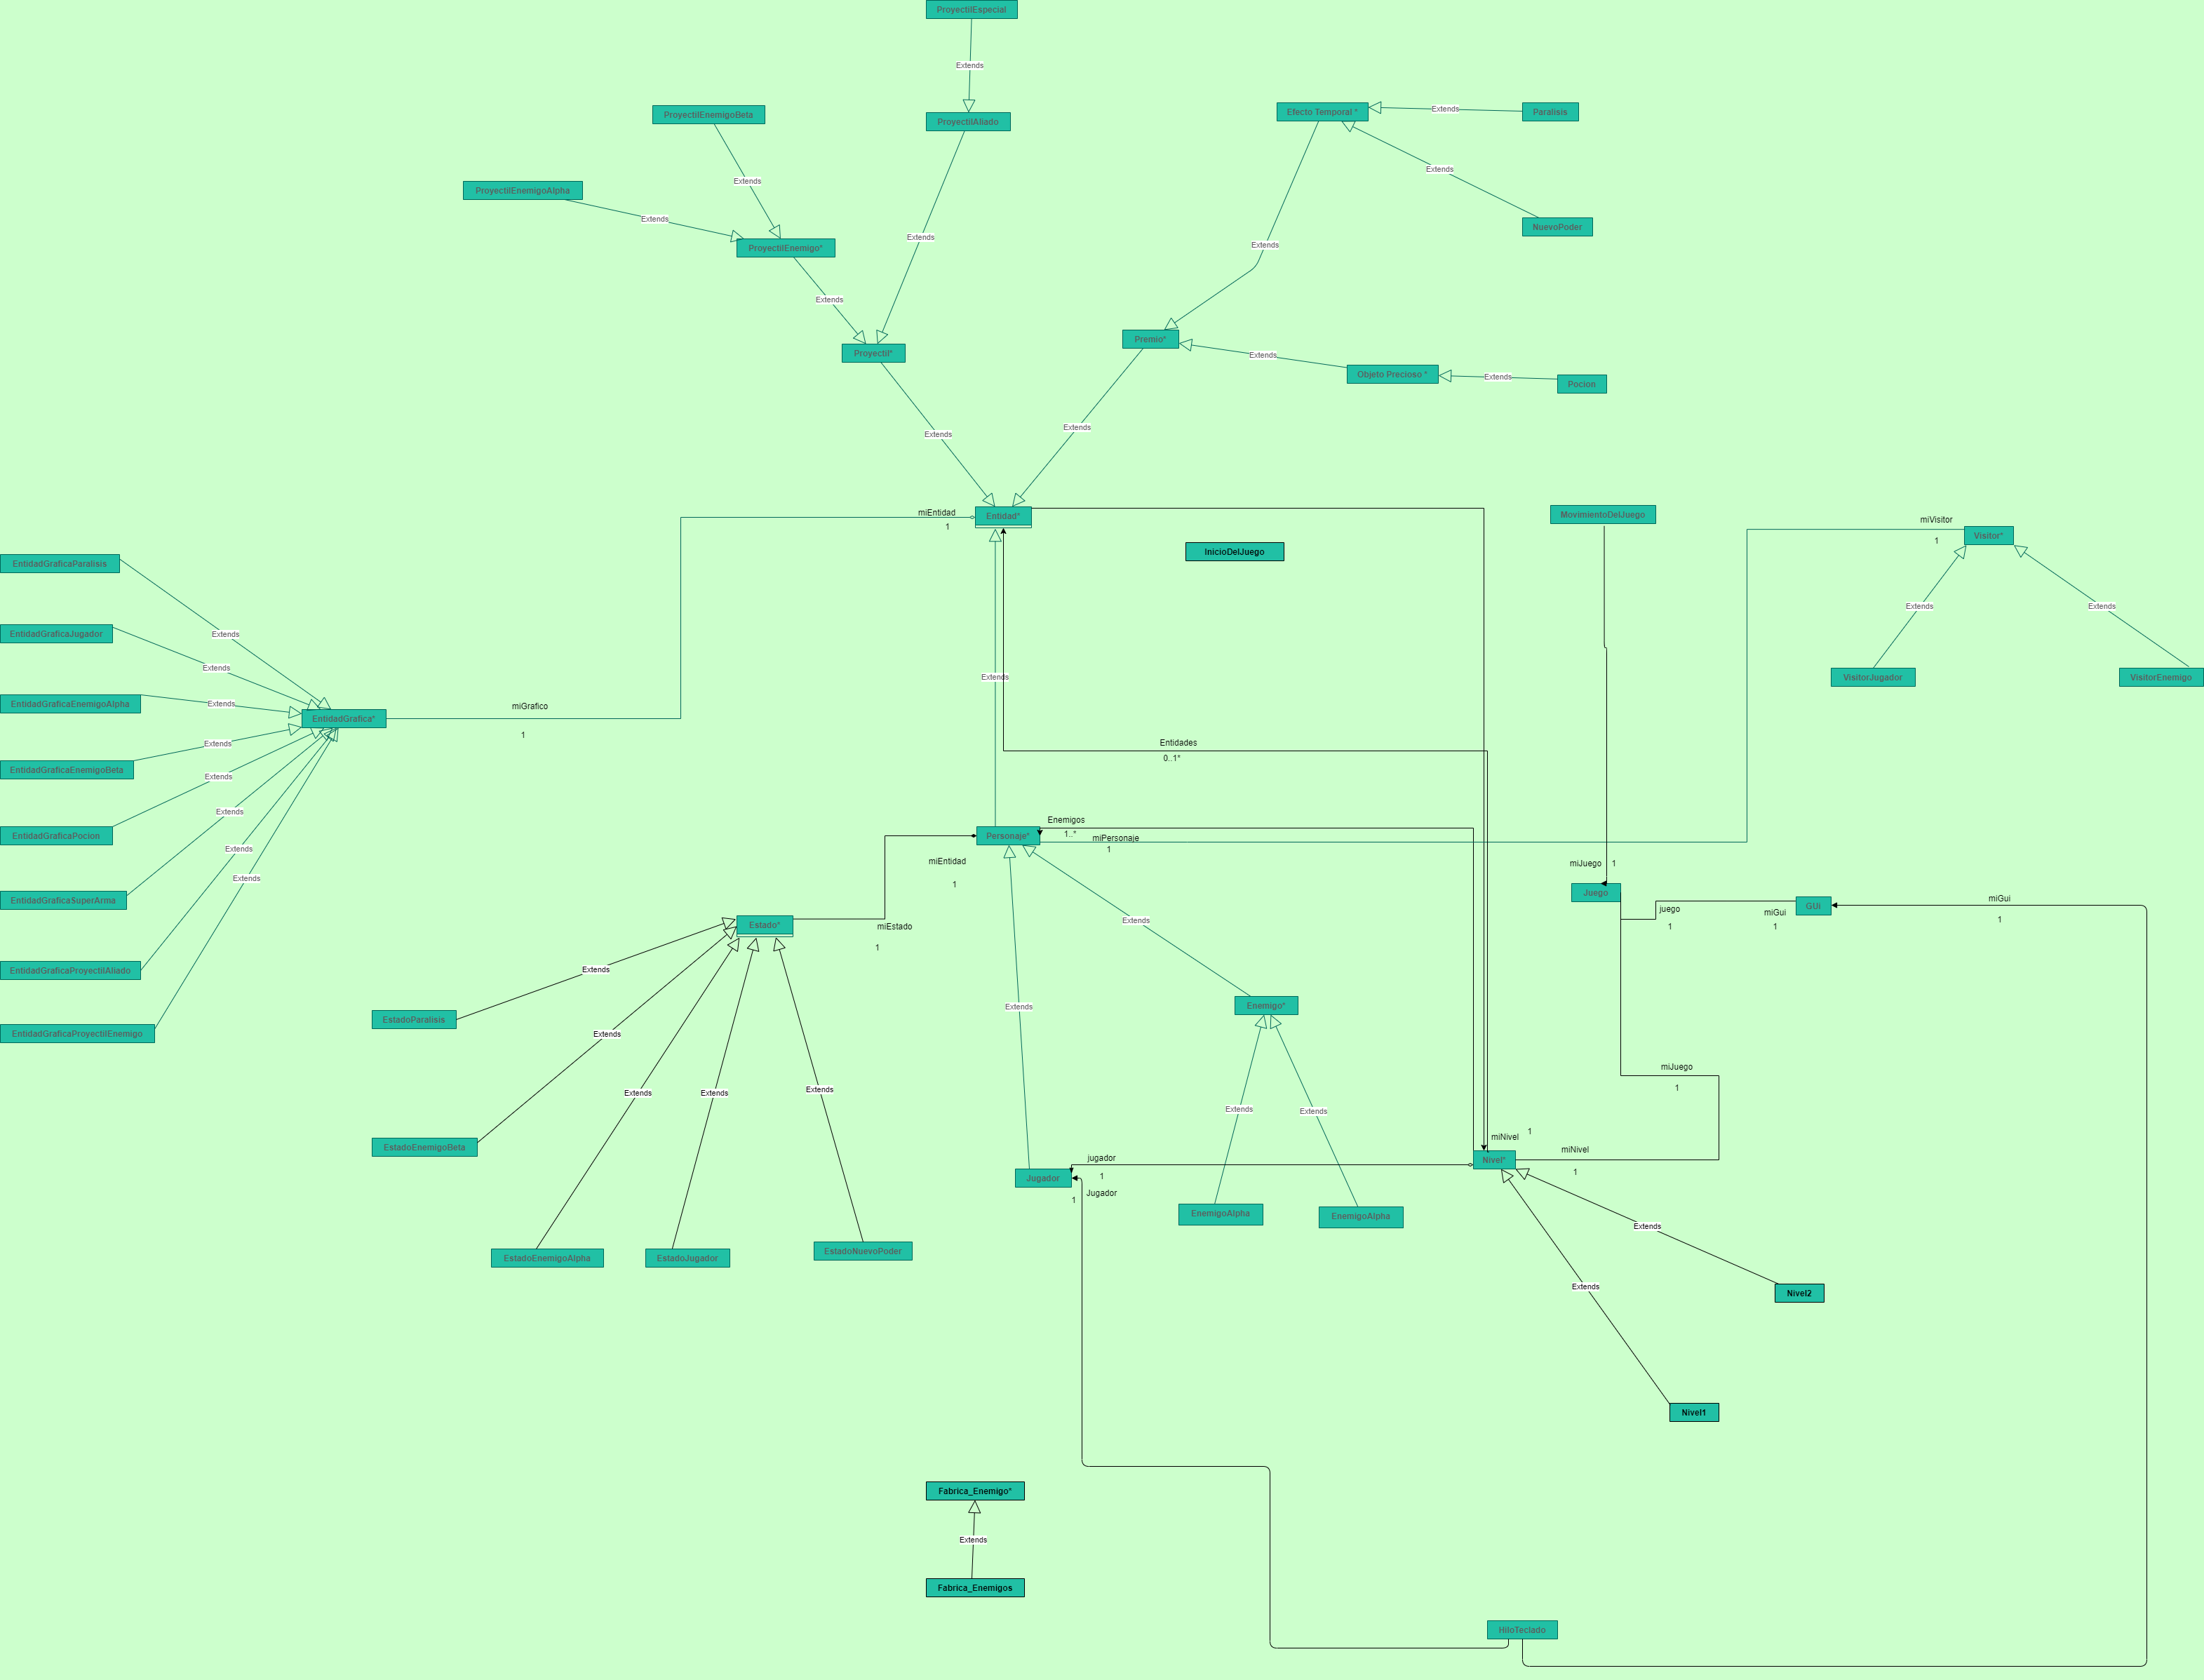 ProyectilEspecial
Extends
ProyectilEnemigoBeta
ProyectilAliado
Efecto Temporal *
Extends
Paralisis
Extends
ProyectilEnemigoAlpha
Extends
Extends
NuevoPoder
Extends
ProyectilEnemigo*
Extends
Extends
Premio*
Proyectil*
Extends
Objeto Precioso *
Extends
Pocion
Extends
Extends
miEntidad
1
Entidad*
MovimientoDelJuego
miVisitor
1
Visitor*
InicioDelJuego
EntidadGraficaParalisis
Extends
Extends
EntidadGraficaJugador
Extends
Extends
Extends
VisitorJugador
VisitorEnemigo
EntidadGraficaEnemigoAlpha
Extends
EntidadGrafica*
miGrafico
1
Extends
Entidades
0..1*
EntidadGraficaEnemigoBeta
Extends
Extends
EntidadGraficaPocion
Personaje*
Enemigos
1..*
miPersonaje
1
Extends
miEntidad
1
miJuego
1
Juego
Extends
EntidadGraficaSuperArma
GUI
miGui
1
juego
1
miGui
1
Estado*
miEstado
1
Extends
EntidadGraficaProyectilAliado
Extends
Enemigo*
Extends
EstadoParalisis
EntidadGraficaProyectilEnemigo
Extends
miJuego
1
Extends
Extends
Extends
Extends
Extends
EstadoEnemigoBeta
miNivel
1
miNivel
1
Nivel*
jugador
1
Jugador
Jugador
1
EnemigoAlpha
EnemigoAlpha
Extends
EstadoEnemigoAlpha
EstadoJugador
EstadoNuevoPoder
Extends
Nivel2
Nivel1
Fabrica_Enemigo*
Extends
Fabrica_Enemigos
HiloTeclado